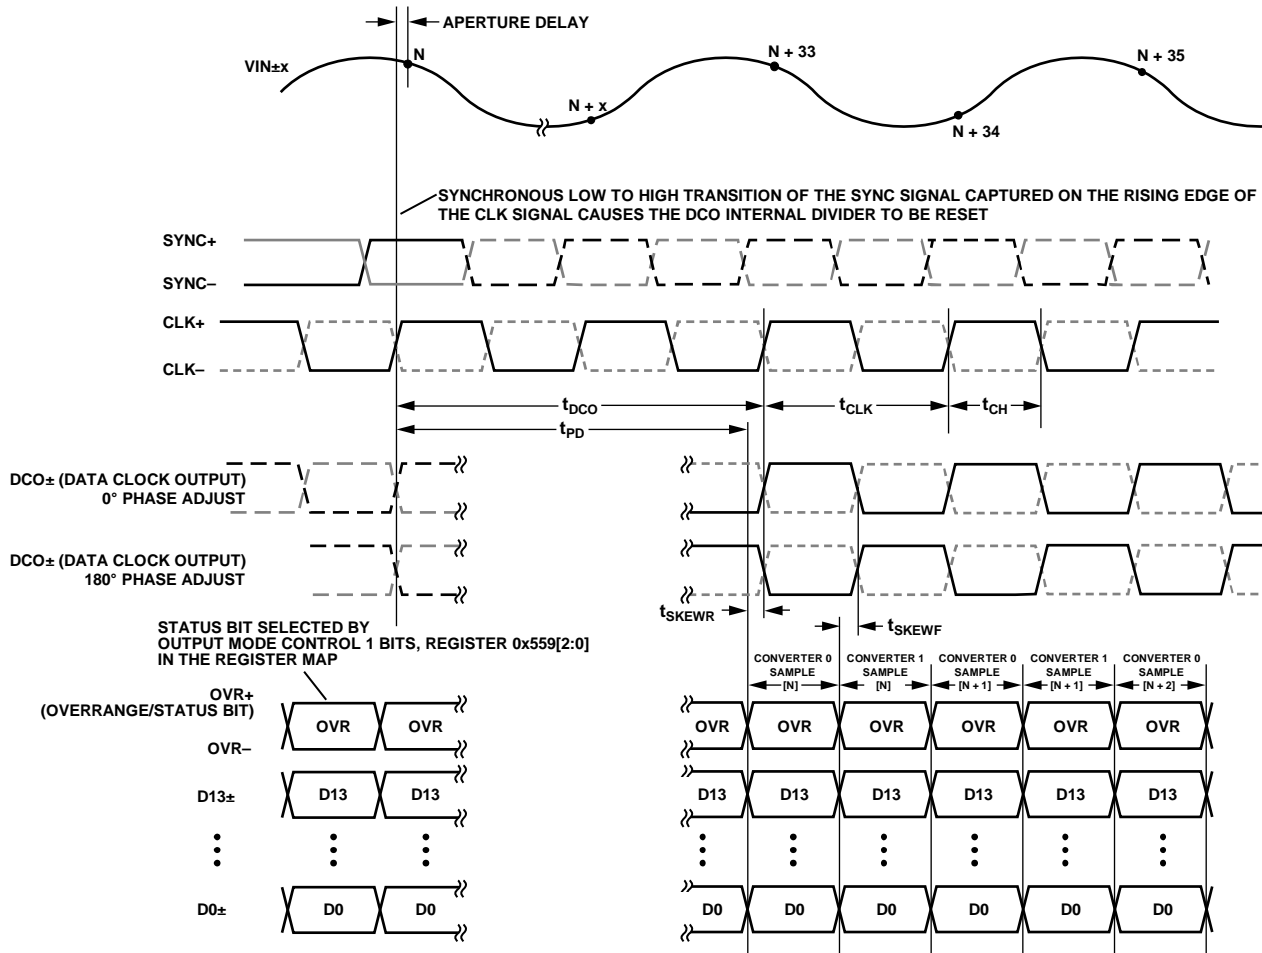 APERTURE DELAY
N
N + 33
N + 35
VIN±x
N + x
N + 34
SYNCHRONOUS LOW TO HIGH TRANSITION OF THE SYNC SIGNAL CAPTURED ON THE RISING EDGE OF
THE CLK SIGNAL CAUSES THE DCO INTERNAL DIVIDER TO BE RESET
SYNC+
SYNC–
CLK+
CLK–
tDCO
tCLK
tCH
tPD
DCO± (DATA CLOCK OUTPUT)
0° PHASE ADJUST
DCO± (DATA CLOCK OUTPUT)
180° PHASE ADJUST
tSKEWR
tSKEWF
STATUS BIT SELECTED BY
OUTPUT MODE CONTROL 1 BITS, REGISTER 0x559[2:0]
IN THE REGISTER MAP
CONVERTER 0
SAMPLE
[N]
CONVERTER 1
SAMPLE
[N]
CONVERTER 0
SAMPLE
[N + 1]
CONVERTER 1
SAMPLE
[N + 1]
CONVERTER 0
SAMPLE
[N + 2]
OVR+
(OVERRANGE/STATUS BIT)
OVR–
OVR OVR OVR OVR OVR OVR OVR OVR
D13± D13 D13 D13 D13 D13 D13 D13 D13
D0± D0 D0 D0 D0 D0 D0 D0 D0